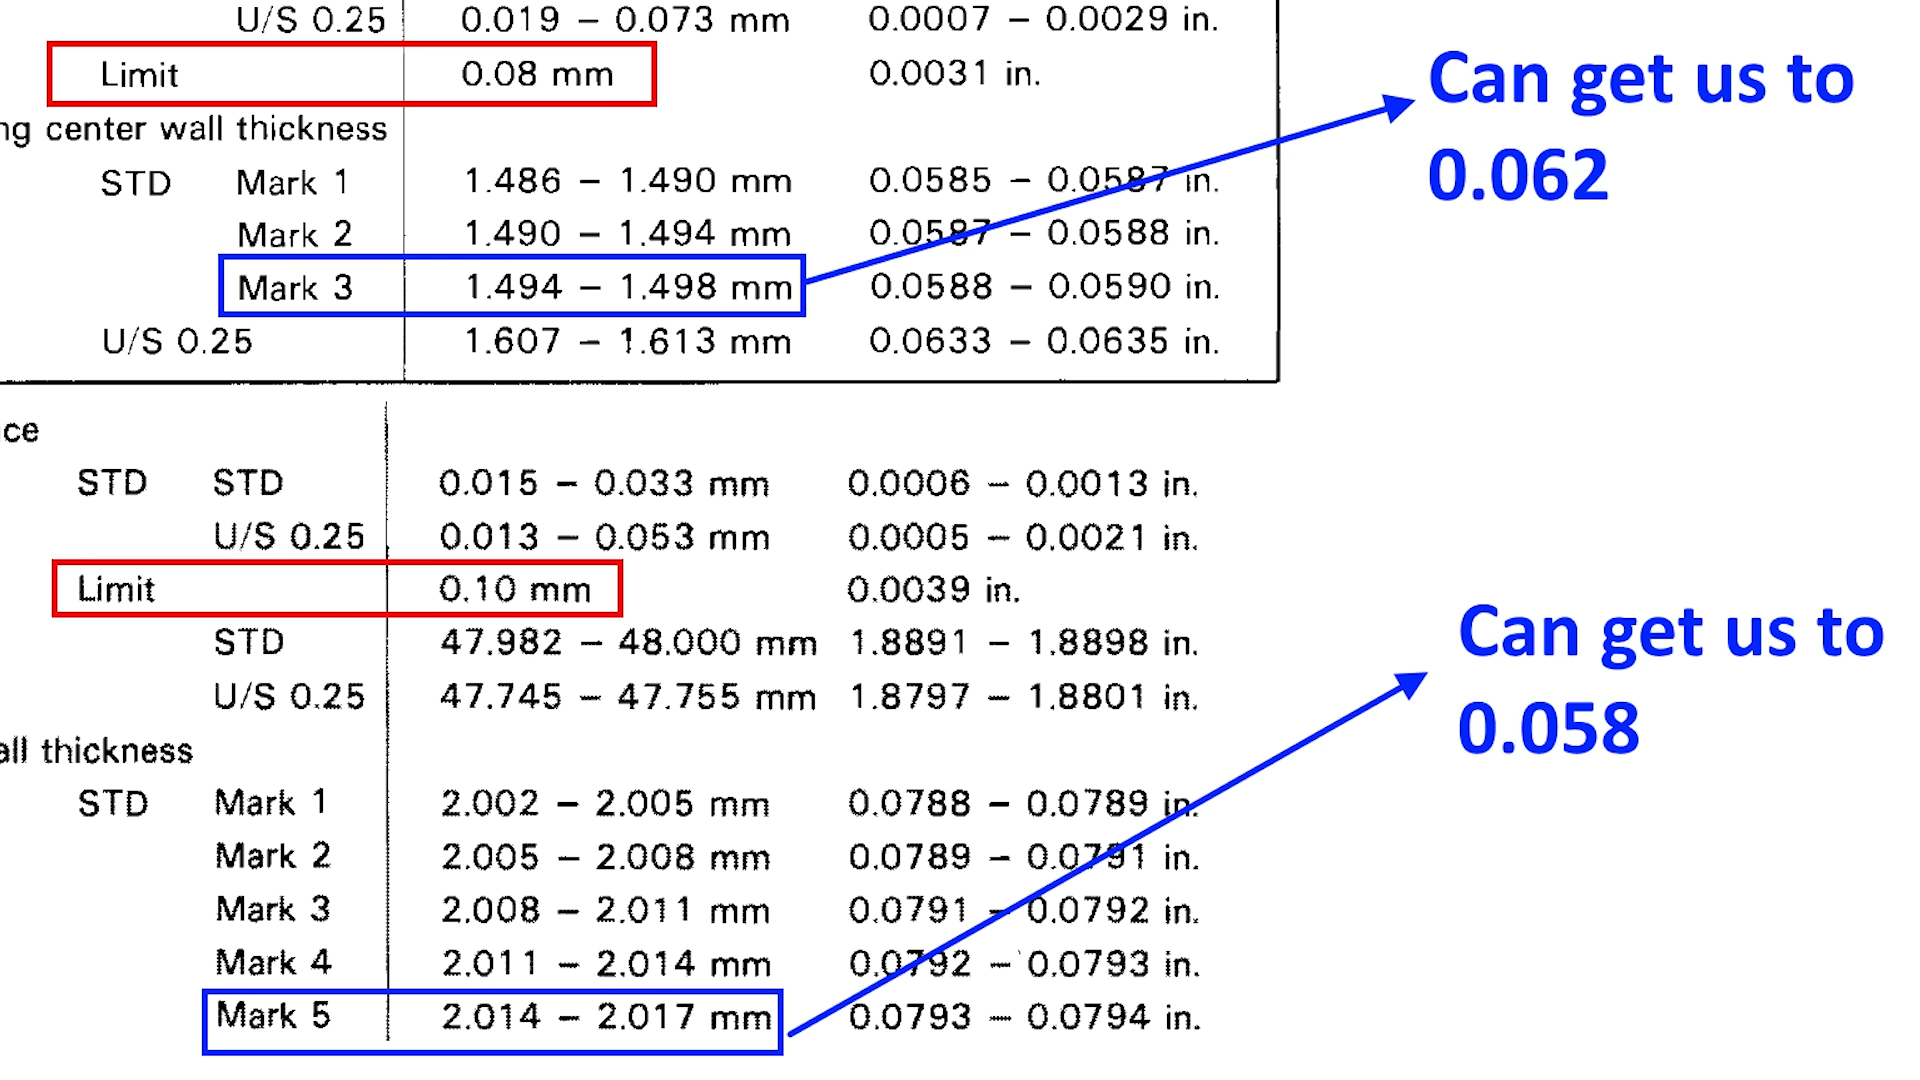 U/S 0.25 0.019 – 0.073 mm 0.0007 – 0.0029 in.
Limit 0.08 mm 0.0031 in.
ng center wall thickness
STD Mark 1 1.486 – 1.490 mm 0.0585 – 0.0587 in.
Mark 2 1.490 – 1.494 mm 0.0587 – 0.0588 in.
Mark 3 1.494 – 1.498 mm 0.0588 – 0.0590 in.
U/S 0.25 1.607 – 1.613 mm 0.0633 – 0.0635 in.
Can get us to
0.062
ce
STD STD 0.015 – 0.033 mm 0.0006 – 0.0013 in.
U/S 0.25 0.013 – 0.053 mm 0.0005 – 0.0021 in.
Limit 0.10 mm 0.0039 in.
STD 47.982 – 48.000 mm 1.8891 – 1.8898 in.
U/S 0.25 47.745 – 47.755 mm 1.8797 – 1.8801 in.
all thickness
STD Mark 1 2.002 – 2.005 mm 0.0788 – 0.0789 in.
Mark 2 2.005 – 2.008 mm 0.0789 – 0.0791 in.
Mark 3 2.008 – 2.011 mm 0.0791 – 0.0792 in.
Mark 4 2.011 – 2.014 mm 0.0792 – 0.0793 in.
Mark 5 2.014 – 2.017 mm 0.0793 – 0.0794 in.
Can get us to
0.058